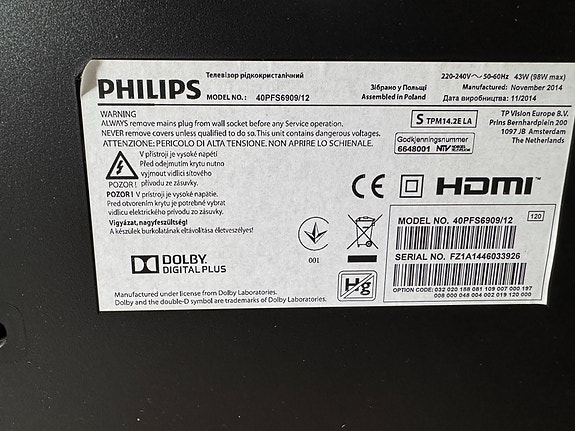 PHILIPS
Телевізор рідкокристалічний
MODEL NO.: 40PFS6909/12
Зібрано у Польщі
Assembled in Poland
220-240V ~ 50-60Hz 43W (98W max)
Manufactured: November 2014
Дата виробництва: 11/2014
WARNING
ALWAYS remove mains plug from wall socket before any Service operation.
NEVER remove covers unless qualified to do so. This unit contains dangerous voltages.
ATTENZIONE: PERICOLO DI ALTA TENSIONE. NON APRIRE LO SCHIENALE.
S TPM14.2E LA
TP Vision Europe B.V.
Prins Bernhardplein 200
1097 JB Amsterdam
The Netherlands
Godkjenningsnummer
6648001 NTV
V přístroji je vysoké napětí
Před odejmutím krytu nutno
vyjmout vidlici síťového
POZOR! přívodu ze zásuvky.
POZOR! V prístroji je vysoké napätie.
Pred otvorením krytu je potrebné vybrať
vidlicu elektrického prívodu zo zásuvky.
Vigyázat, nagyfeszültség!
A készülek burkolatának eltávolítása életveszélyes!
CE
HDMI™
001
Hg
DOLBY
DIGITAL PLUS
MODEL NO. 40PFS6909/12
120
SERIAL NO. FZ1A1446033926
OPTION CODE: 032 020 188 081 109 007 000 197
008 000 048 004 002 019 120 000
Manufactured under license from Dolby Laboratories.
Dolby and the double-D symbol are trademarks of Dolby Laboratories.